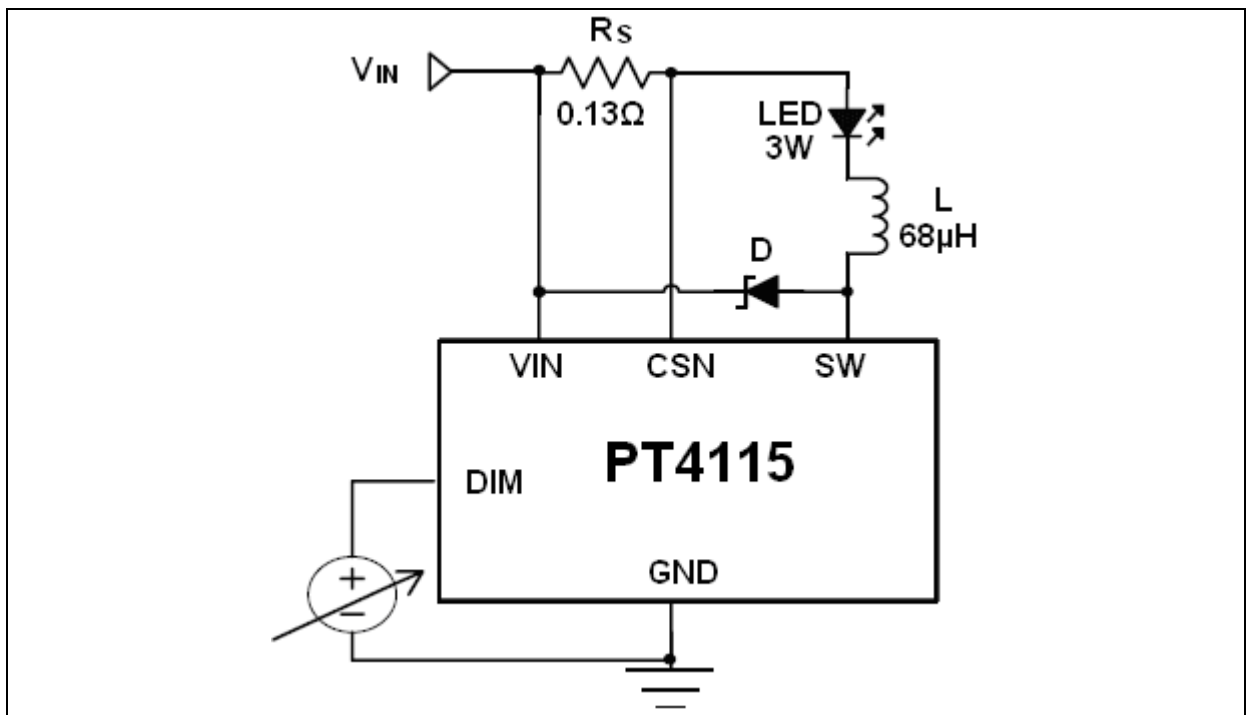 Rs
VIN
0.13Ω
LED
3W
L
68μH
D
VIN CSN SW
PT4115
DIM
GND
+
−